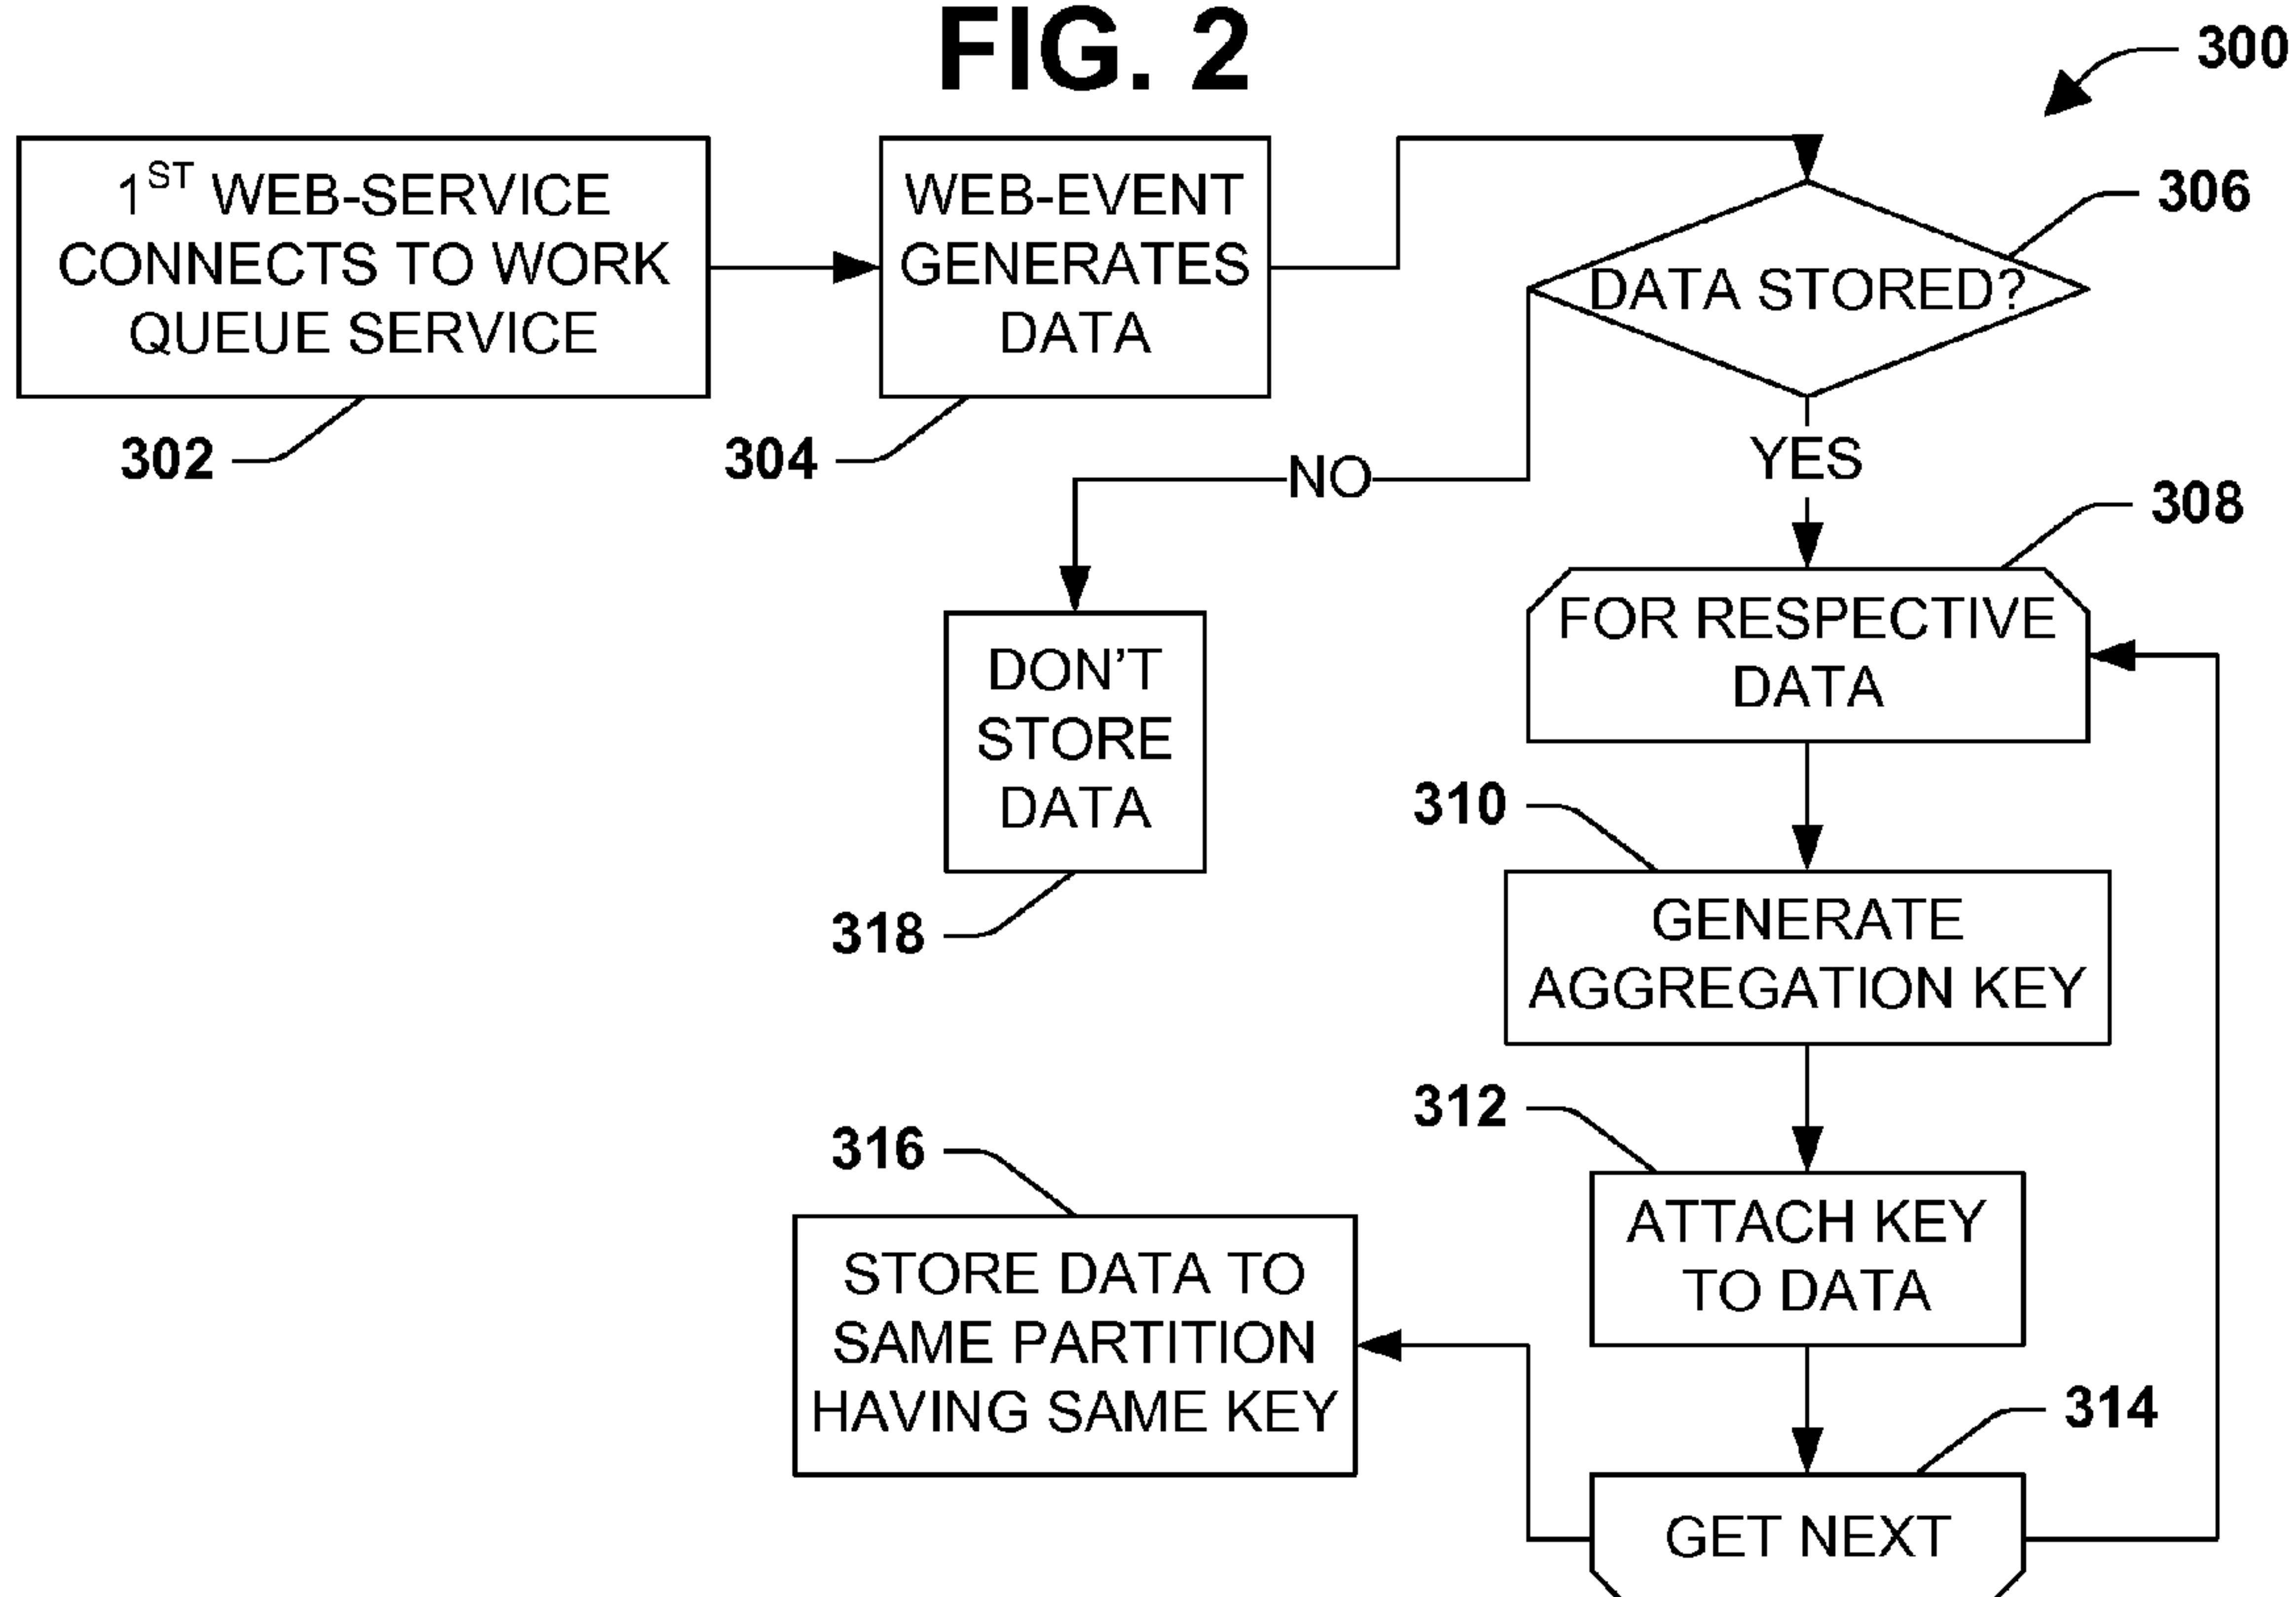 FIG. 2
300
1ST WEB-SERVICE
CONNECTS TO WORK
QUEUE SERVICE
302
WEB-EVENT
GENERATES
DATA
304
DATA STORED?
306
NO
YES
DON'T
STORE
DATA
318
308
FOR RESPECTIVE
DATA
310
GENERATE
AGGREGATION KEY
312
ATTACH KEY
TO DATA
314
GET NEXT
316
STORE DATA TO
SAME PARTITION
HAVING SAME KEY